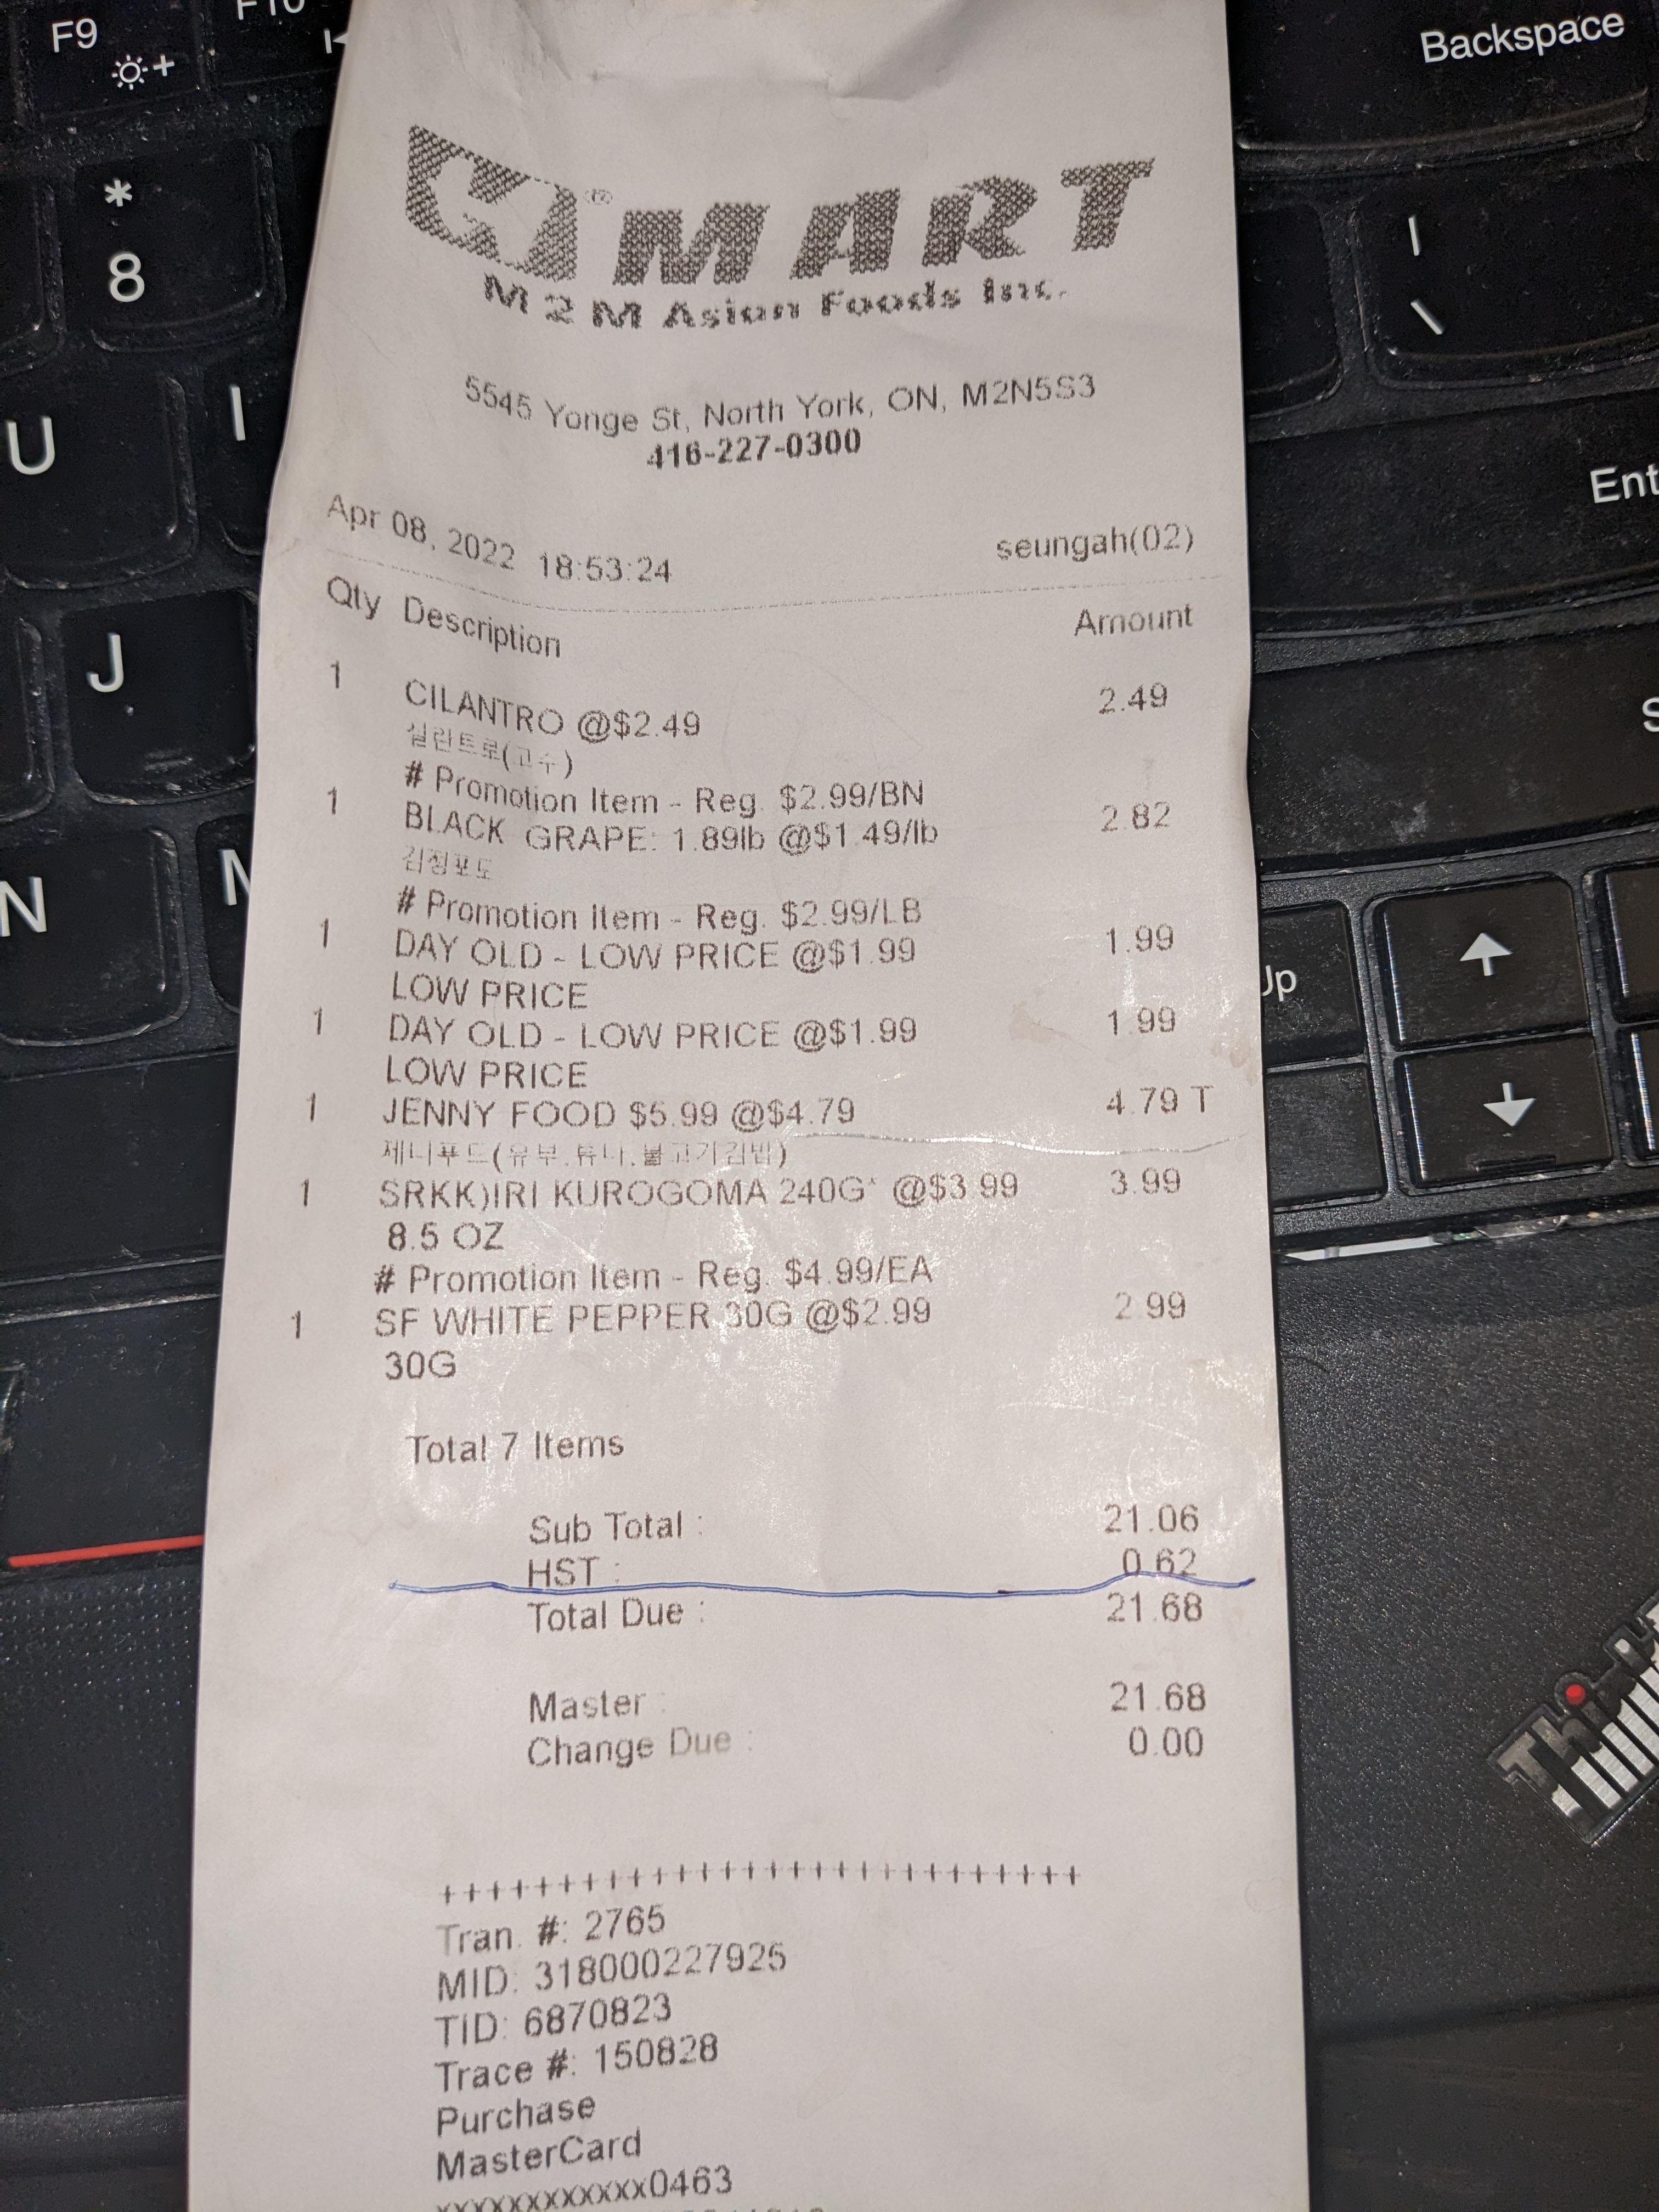 F9
F10
Backspace
*
8
|
\
U
I
Ent
J
S
N
M
Up
H MART
®
M 2 M Asian Foods Inc.
5545 Yonge St, North York, ON, M2N5S3
416-227-0300
Apr 08, 2022 18:53:24 seungah(02)
Qty Description Amount
1 CILANTRO @$2.49 2.49
실란트로(고수)
# Promotion Item - Reg. $2.99/BN
1 BLACK GRAPE: 1.89lb @$1.49/lb 2.82
검정포도
# Promotion Item - Reg. $2.99/LB
1 DAY OLD - LOW PRICE @$1.99 1.99
LOW PRICE
1 DAY OLD - LOW PRICE @$1.99 1.99
LOW PRICE
1 JENNY FOOD $5.99 @$4.79 4.79 T
제니푸드(유부.튜나.불고기김밥)
1 SRKK)IRI KUROGOMA 240G* @$3.99 3.99
8.5 OZ
# Promotion Item - Reg. $4.99/EA
1 SF WHITE PEPPER 30G @$2.99 2.99
30G
Total 7 Items
Sub Total : 21.06
HST : 0.62
Total Due : 21.68
Master : 21.68
Change Due : 0.00
+++++++++++++++++++++++++++
Tran. #: 2765
MID: 318000227925
TID: 6870823
Trace #: 150828
Purchase
MasterCard
xxxxxxxxxxxx0463